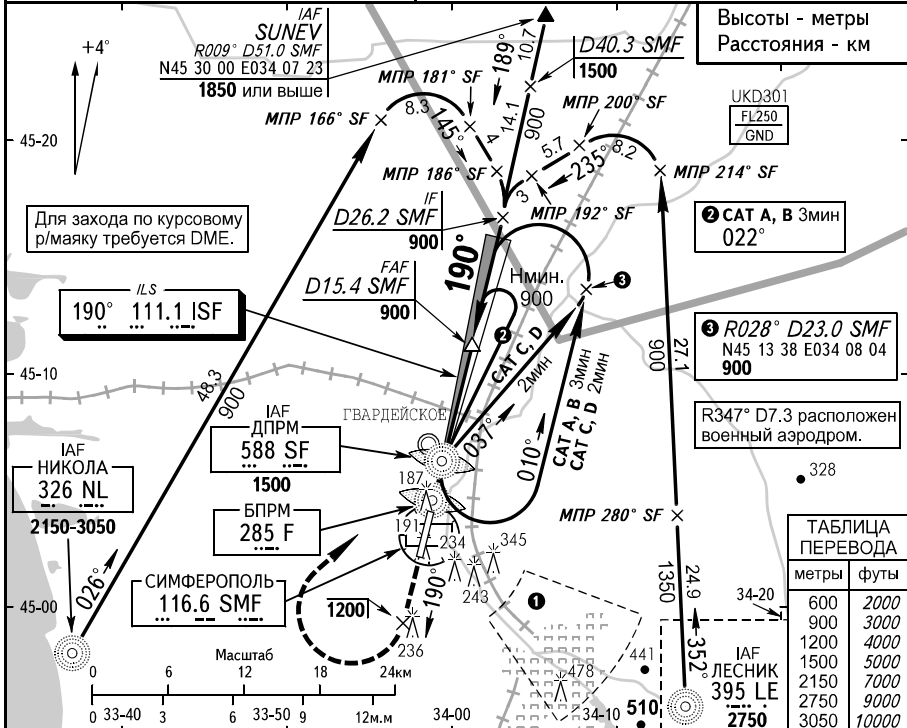 IAF
SUNEV
R009° D51.0 SMF
N45 30 00 E034 07 23
1850 или выше
+4°
Высоты - метры
Расстояния - км
D40.3 SMF
1500
10.7
189°
14.1
900
МПР 181° SF
МПР 166° SF
8.3
145°
4
МПР 200° SF
5.7
8.2
235°
3
UKD301
FL250
GND
45-20
МПР 186° SF
МПР 192° SF
МПР 214° SF
IF
D26.2 SMF
900
Для захода по курсовому
р/маяку требуется DME.
❷ CAT A, B 3мин
022°
190°
Нмин.
900
FAF
D15.4 SMF
900
❸
❷
ILS
190° 111.1 ISF
❸ R028° D23.0 SMF
N45 13 38 E034 08 04
900
27.1
900
45-10
CAT C, D
2мин
037°
CAT A, B 3мин
CAT C, D 2мин
010°
48.3
900
ГВАРДЕЙСКОЕ
R347° D7.3 расположен
военный аэродром.
IAF
ДПРМ
588 SF
1500
IAF
НИКОЛА
326 NL
2150-3050
187
328
БПРМ
285 F
МПР 280° SF
191
234
345
243
СИМФЕРОПОЛЬ
116.6 SMF
026°
190°
1200
236
❶
24.9
1350
352°
34-20
45-00
ТАБЛИЦА
ПЕРЕВОДА
метры футы
600 2000
900 3000
1200 4000
1500 5000
2150 7000
2750 9000
3050 10000
Масштаб
0 6 12 18 24км
0 3 6 9 12м.м
33-40 33-50 34-00 34-10
478
441
510
IAF
ЛЕСНИК
395 LE
2750